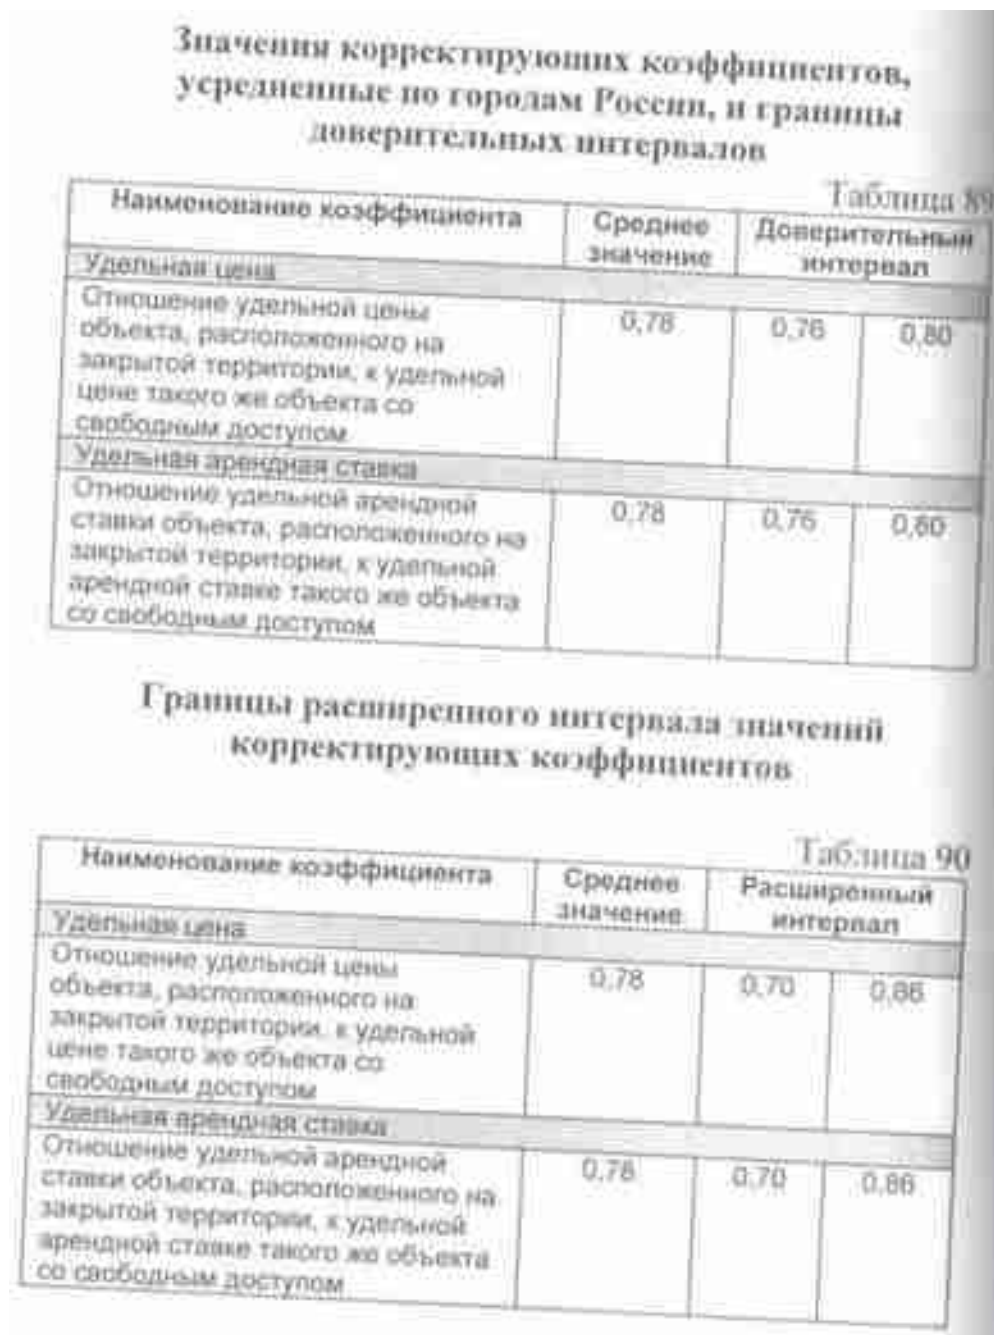 Значения корректирующих коэффициентов,
усредненные по городам России, и границы
доверительных интервалов
Таблица 89
Наименование коэффициента
Среднее
значение
Доверительный
интервал
Удельная цена
Отношение удельной цены
объекта, расположенного на
закрытой территории, к удельной
цене такого же объекта со
свободным доступом
0,78
0,76
0,80
Удельная арендная ставка
Отношение удельной арендной
ставки объекта, расположенного на
закрытой территории, к удельной
арендной ставке такого же объекта
со свободным доступом
0,78
0,76
0,80
Границы расширенного интервала значений
корректирующих коэффициентов
Таблица 90
Наименование коэффициента
Среднее
значение
Расширенный
интервал
Удельная цена
Отношение удельной цены
объекта, расположенного на
закрытой территории, к удельной
цене такого же объекта со
свободным доступом
0,78
0,70
0,86
Удельная арендная ставка
Отношение удельной арендной
ставки объекта, расположенного на
закрытой территории, к удельной
арендной ставке такого же объекта
со свободным доступом
0,78
0,70
0,86